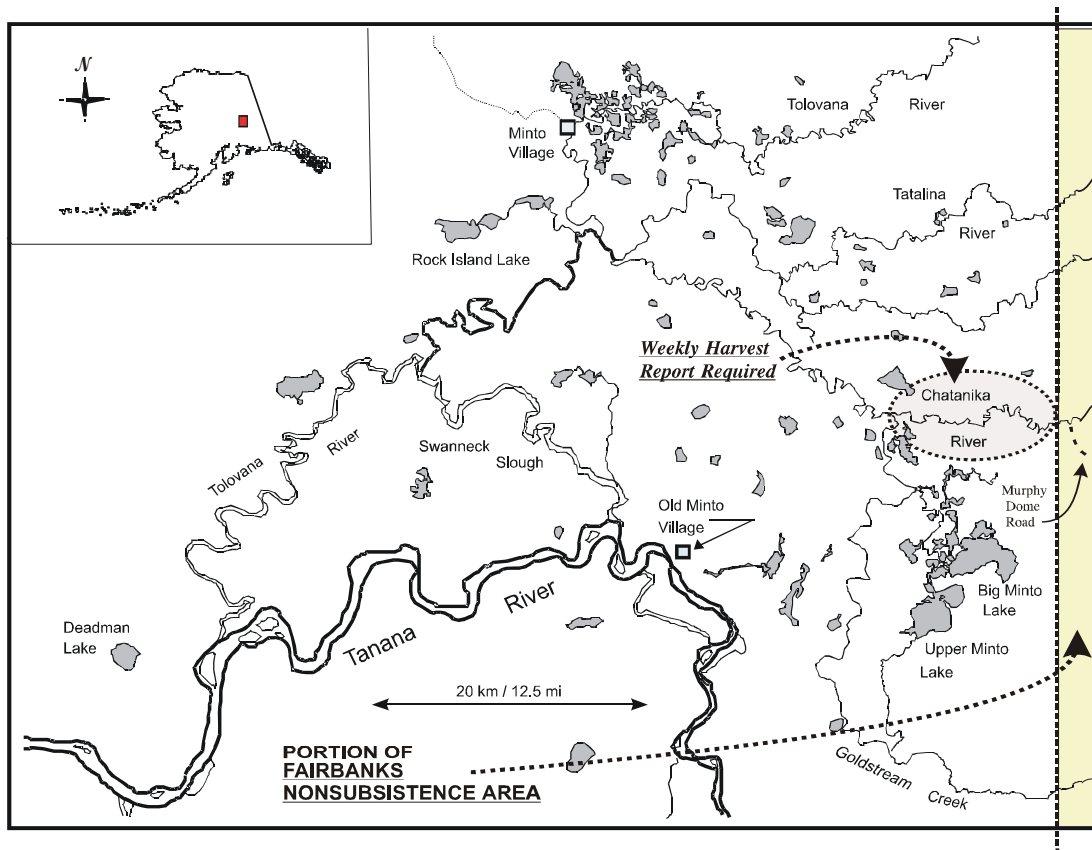 N
Minto
Village
Tolovana
River
Tatalina
River
Rock Island Lake
Weekly Harvest
Report Required
Chatanika
River
Tolovana
River
Swanneck
Slough
Murphy
Dome
Road
Old Minto
Village
Big Minto
Lake
Tanana
River
Deadman
Lake
Upper Minto
Lake
20 km / 12.5 mi
PORTION OF
FAIRBANKS
NONSUBSISTENCE AREA
Goldstream
Creek